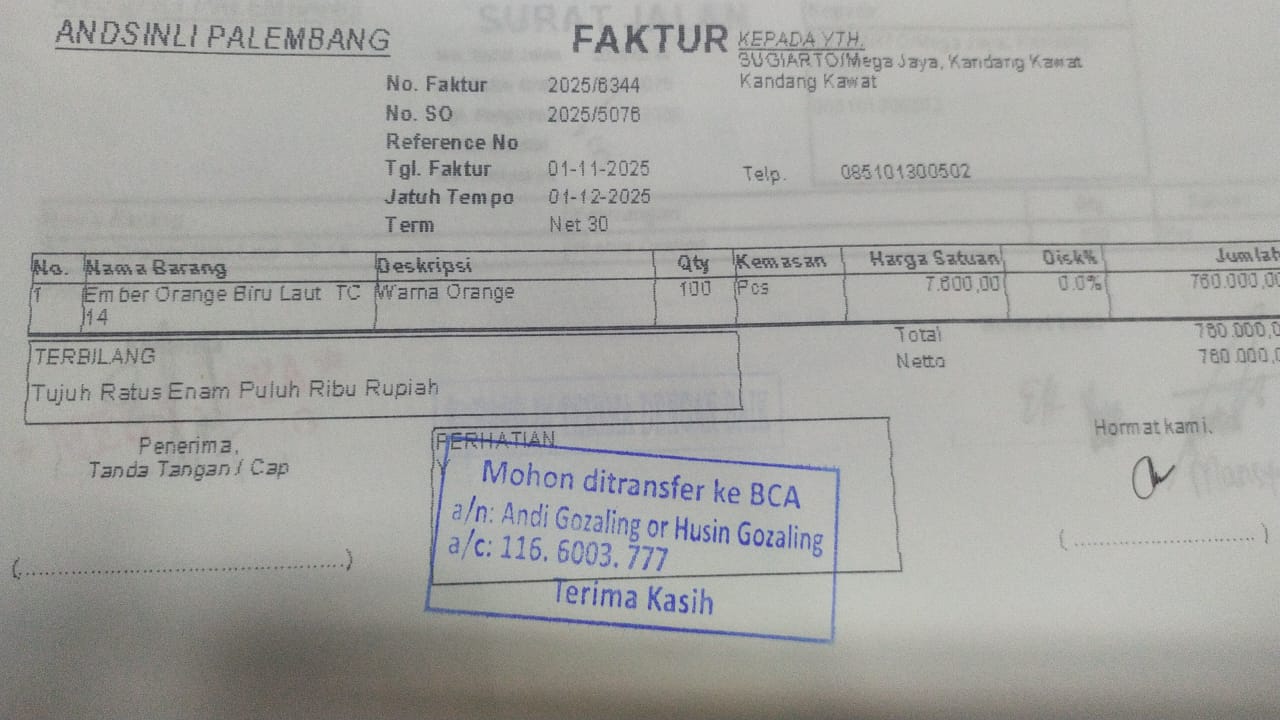 ANDSINLI PALEMBANG
FAKTUR
KEPADA YTH,
SUGIARTO/Mega Jaya, Kandang Kawat
Kandang Kawat
No. Faktur 2025/6344
No. SO 2025/5076
Reference No
Tgl. Faktur 01-11-2025
Telp. 085101300502
Jatuh Tempo 01-12-2025
Term Net 30
No. Nama Barang Deskripsi Qty Kemasan Harga Satuan Disk% Jumlah
1 Ember Orange Biru Laut TC Warna Orange 100 Pcs 7.600,00 0.0% 760.000,00
14
Total 760.000,0
Netto 760.000,0
TERBILANG
Tujuh Ratus Enam Puluh Ribu Rupiah
Penerima,
Tanda Tangan / Cap
(..................................................)
PERHATIAN
Mohon ditransfer ke BCA
a/n: Andi Gozaling or Husin Gozaling
a/c: 116. 6003. 777
Terima Kasih
Hormat kami,
(............................)